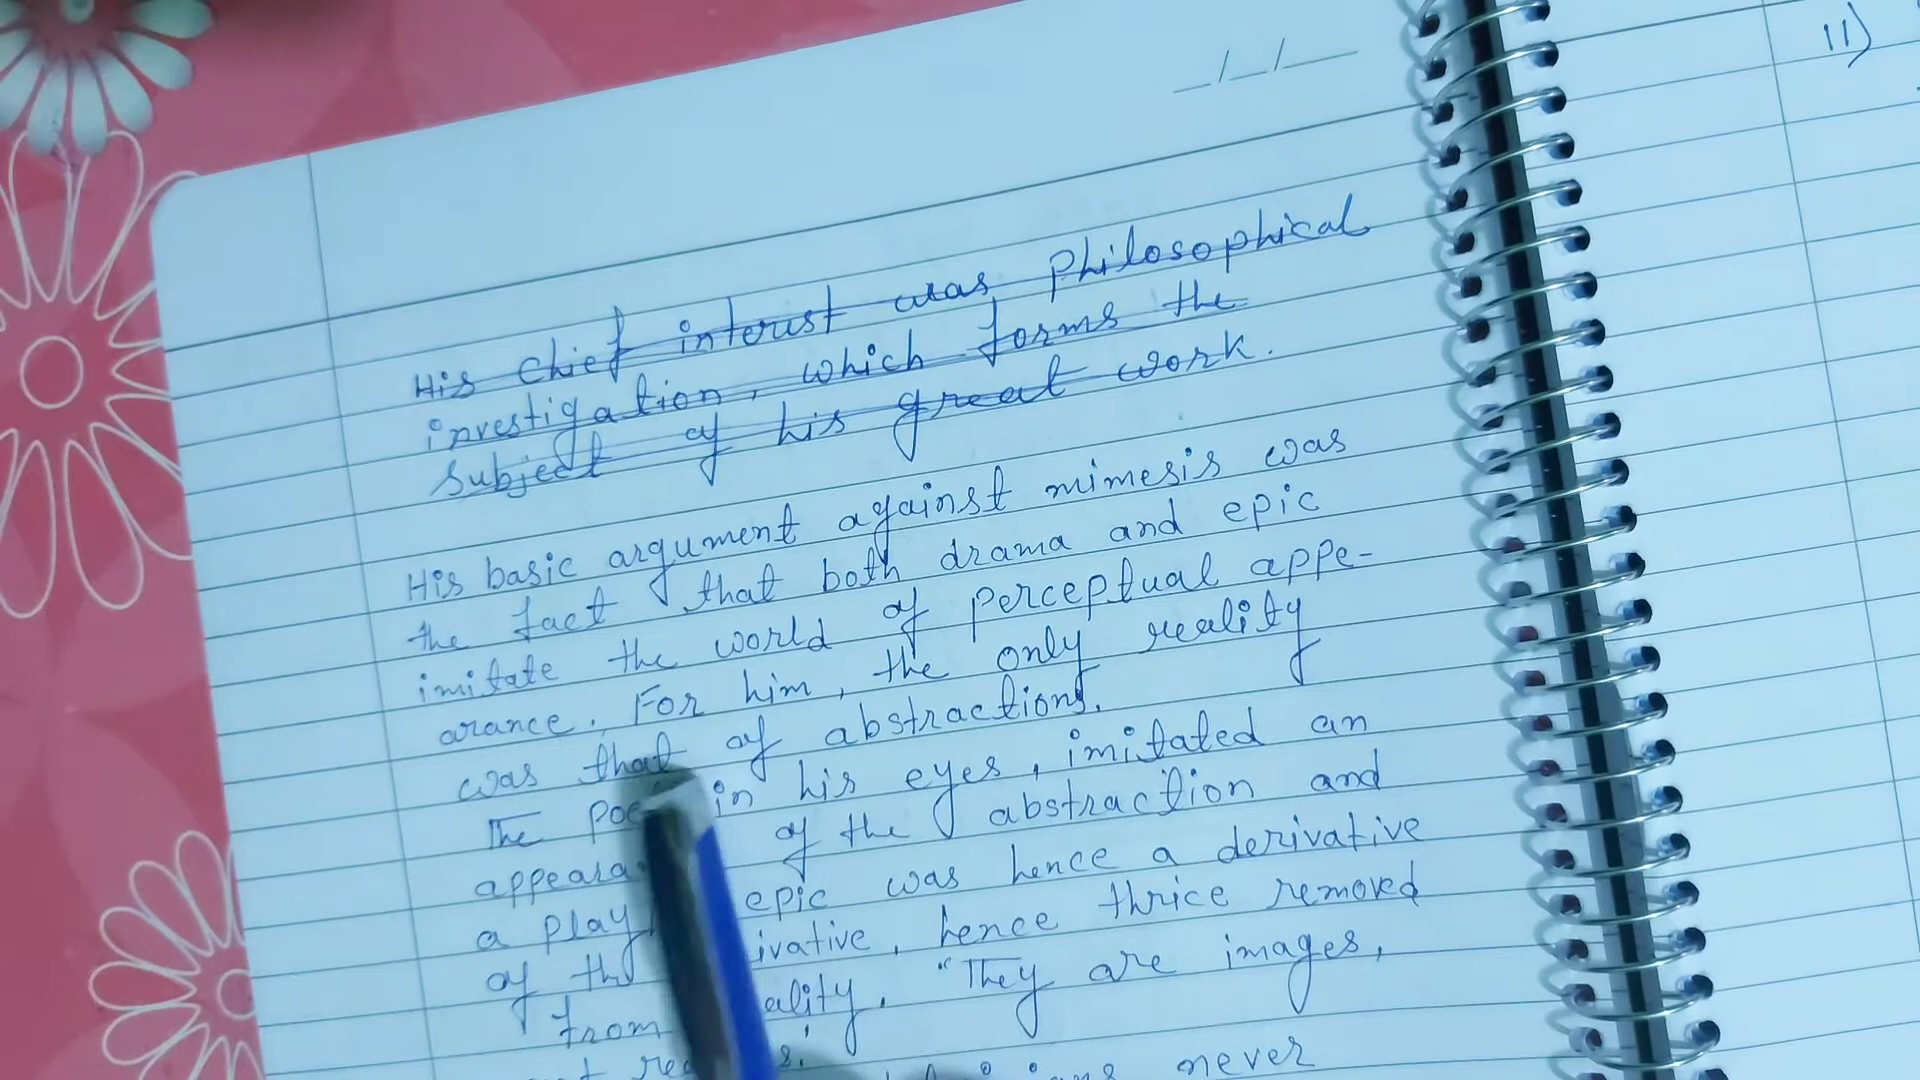 _/_/_
11)
His chief interest was Philosophical
investigation, which forms the
subject of his great work.
His basic argument against mimesis was
the fact that both drama and epic
imitate the world of perceptual appe-
arance. For him, the only reality
was that of abstractions.
The in his eyes, imitated an
of the abstraction and
a play epic was hence a derivative
of hence thrice removed
from "They are images,
never